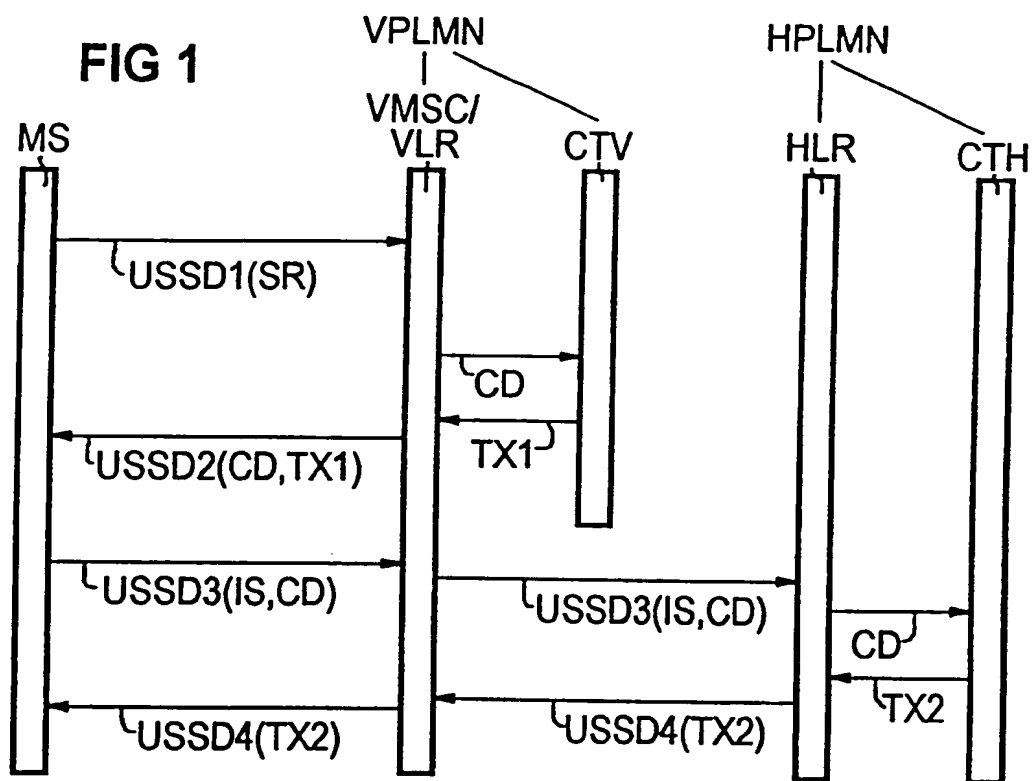 FIG 1
VPLMN
HPLMN
VMSC/
VLR
MS
CTV
HLR
CTH
USSD1(SR)
CD
TX1
USSD2(CD,TX1)
USSD3(IS,CD)
USSD3(IS,CD)
CD
TX2
USSD4(TX2)
USSD4(TX2)